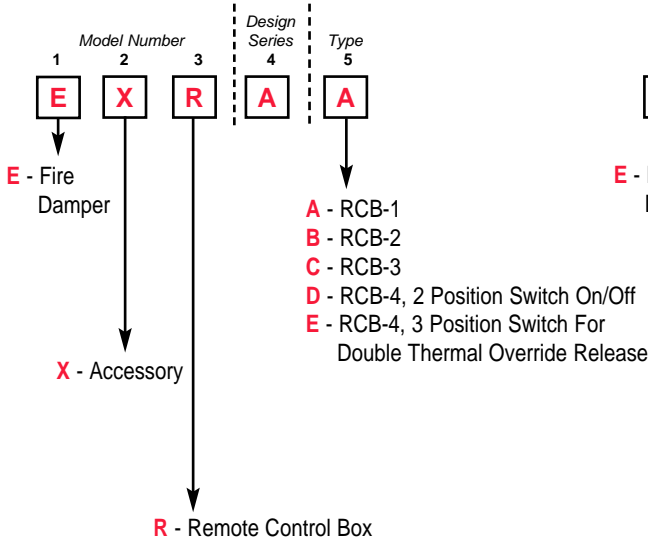 Design
Model Number Series Type
1 2 3 4 5
E X R A A
E - Fire
Damper
E -
A - RCB-1
B - RCB-2
C - RCB-3
D - RCB-4, 2 Position Switch On/Off
E - RCB-4, 3 Position Switch For
Double Thermal Override Release
X - Accessory
R - Remote Control Box